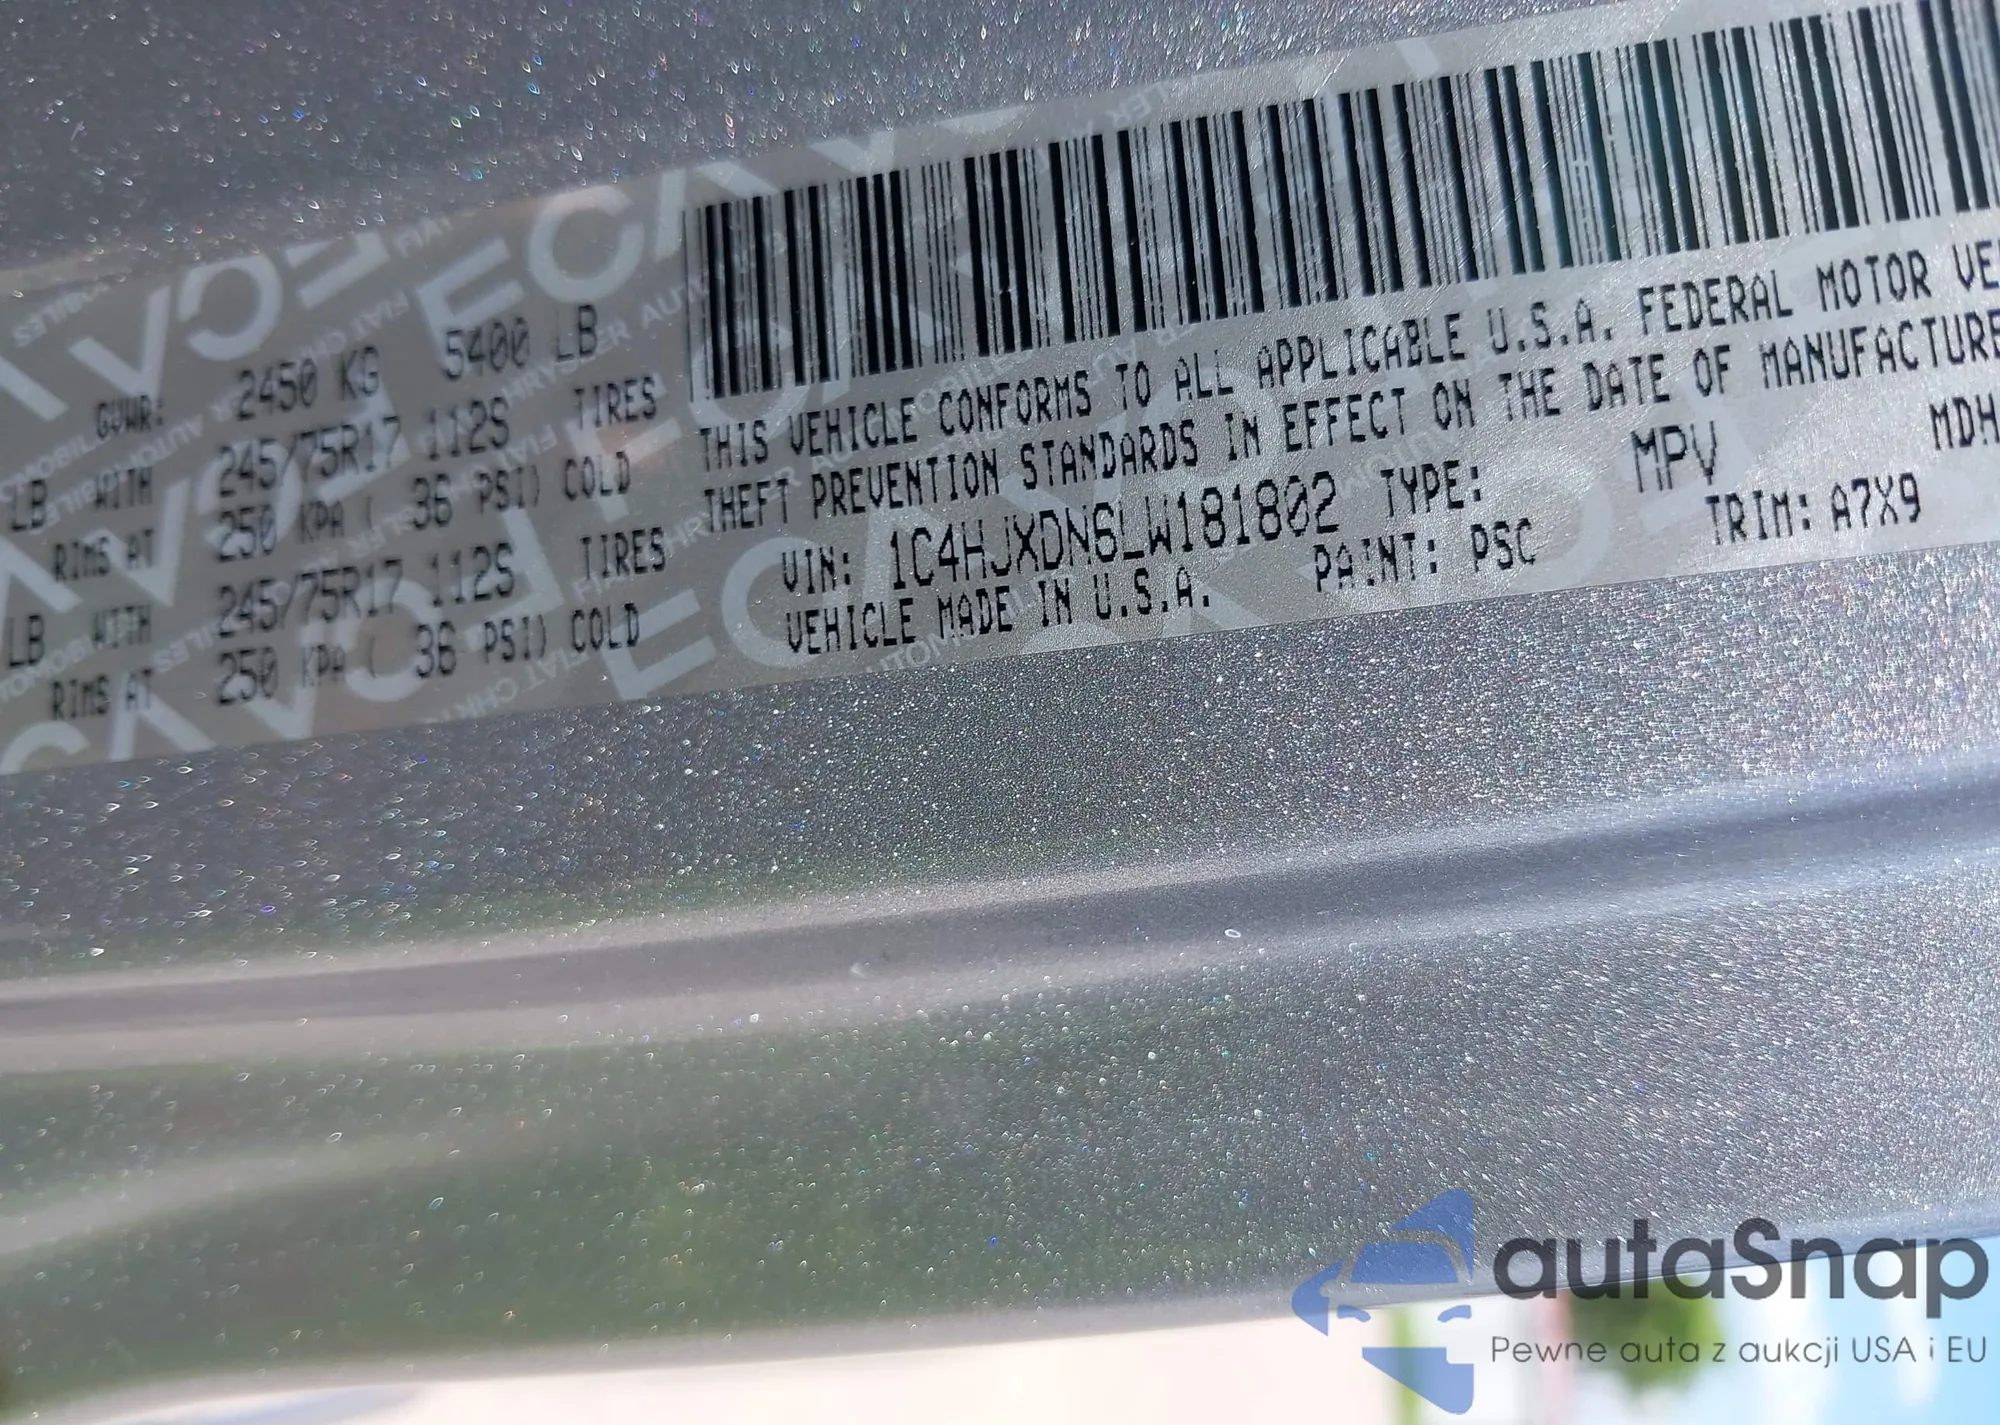 GVWR: 2450 KG 5400 LB
LB WITH 245/75R17 112S TIRES
RIMS AT 250 KPA ( 36 PSI) COLD
LB WITH 245/75R17 112S TIRES
RIMS AT 250 KPA ( 36 PSI) COLD
THIS VEHICLE CONFORMS TO ALL APPLICABLE U.S.A. FEDERAL MOTOR VE
THEFT PREVENTION STANDARDS IN EFFECT ON THE DATE OF MANUFACTURE
VIN: 1C4HJXDN6LW181802 TYPE: MPV MDH
VEHICLE MADE IN U.S.A. PAINT: PSC TRIM: A7X9
autaSnap
Pewne auta z aukcji USA i EU